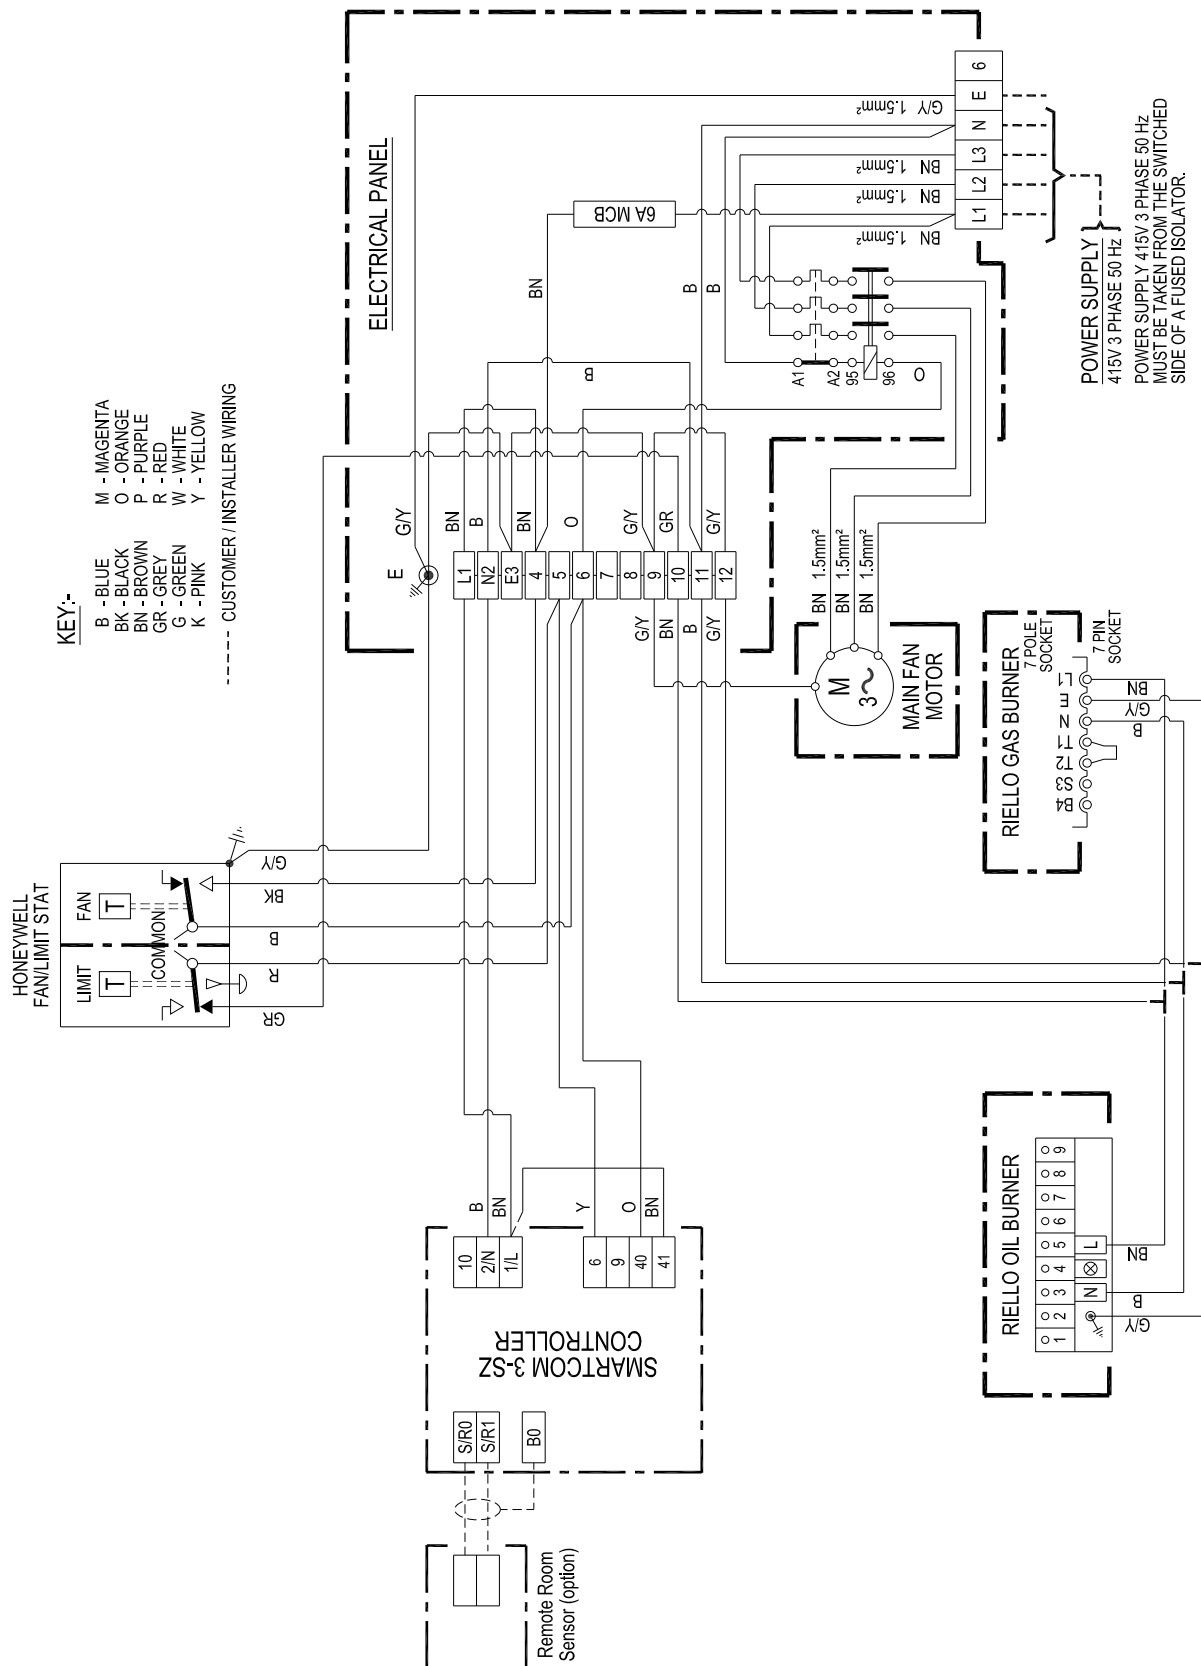 KEY:-
B - BLUE
BK - BLACK
BN - BROWN
GR - GREY
G - GREEN
K - PINK
M - MAGENTA
O - ORANGE
P - PURPLE
R - RED
W - WHITE
Y - YELLOW
---- CUSTOMER / INSTALLER WIRING
ELECTRICAL PANEL
6
E
N
L3
L2
L1
G/Y 1.5mm²
BN 1.5mm²
BN 1.5mm²
BN 1.5mm²
6A MCB
BN
B
B
B
A1
A2
95
96
O
POWER SUPPLY
415V 3 PHASE 50 Hz
POWER SUPPLY 415V 3 PHASE 50 Hz
MUST BE TAKEN FROM THE SWITCHED
SIDE OF A FUSED ISOLATOR.
E
G/Y
BN
B
BN
O
G/Y
GR
G/Y
L1
N2
E3
4
5
6
7
8
9
10
11
12
G/Y
BN
B
G/Y
BN 1.5mm²
BN 1.5mm²
BN 1.5mm²
M
3~
MAIN FAN
MOTOR
HONEYWELL
FAN/LIMIT STAT
FAN
T
LIMIT
T
COMMON
G/Y
BK
B
R
GR
RIELLO GAS BURNER
7 POLE
SOCKET
7 PIN
SOCKET
L1
E
N
T1
T2
S3
B4
BN
G/Y
B
RIELLO OIL BURNER
1
2
3
4
5
6
7
8
9
N
L
BN
B
G/Y
SMARTCOM 3-SZ
CONTROLLER
10
2/N
1/L
6
9
40
41
B
BN
Y
O
BN
S/R0
S/R1
B0
Remote Room
Sensor (option)